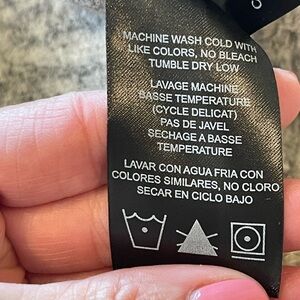 MACHINE WASH COLD WITH
LIKE COLORS, NO BLEACH
TUMBLE DRY LOW
LAVAGE MACHINE
BASSE TEMPERATURE
(CYCLE DELICAT)
PAS DE JAVEL
SECHAGE A BASSE
TEMPERATURE
LAVAR CON AGUA FRIA CON
COLORES SIMILARES, NO CLORO
SECAR EN CICLO BAJO